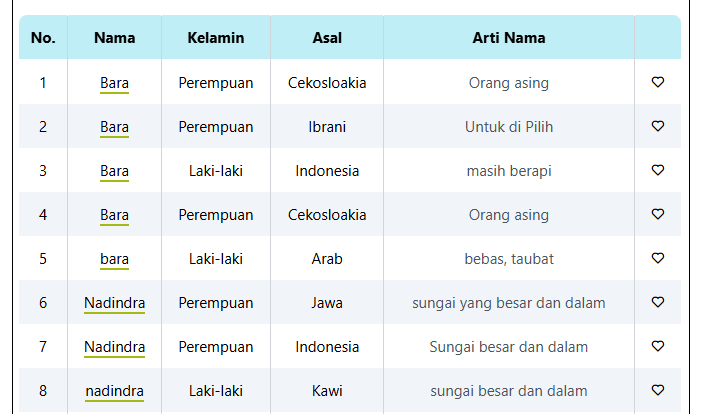 No. Nama Kelamin Asal Arti Nama
1 Bara Perempuan Cekosloakia Orang asing
2 Bara Perempuan Ibrani Untuk di Pilih
3 Bara Laki-laki Indonesia masih berapi
4 Bara Perempuan Cekosloakia Orang asing
5 bara Laki-laki Arab bebas, taubat
6 Nadindra Perempuan Jawa sungai yang besar dan dalam
7 Nadindra Perempuan Indonesia Sungai besar dan dalam
8 nadindra Laki-laki Kawi sungai besar dan dalam